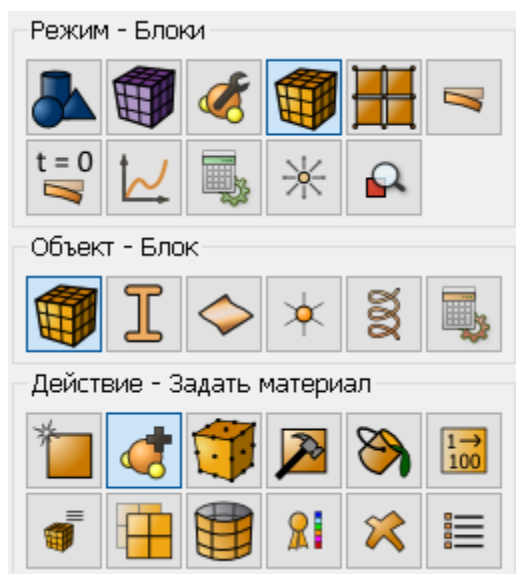 Режим - Блоки
t = 0
Объект - Блок
Действие - Задать материал
1→
100